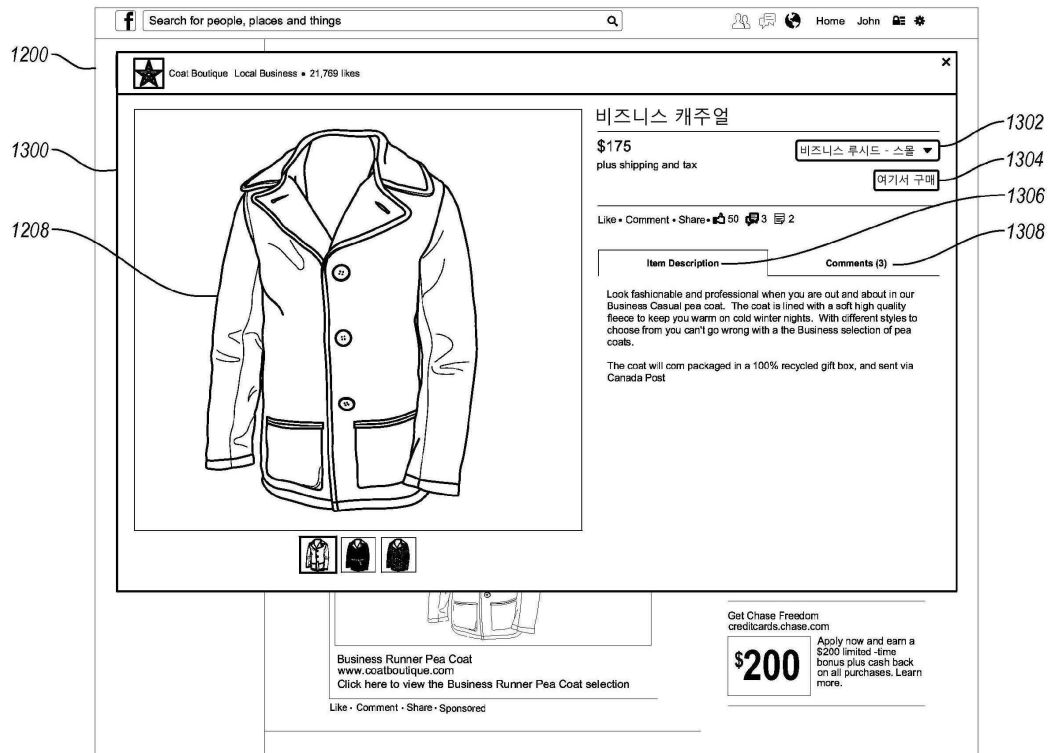 f Search for people, places and things Home John
1200
Coat Boutique Local Business • 21,769 likes
비즈니스 캐주얼
$175
plus shipping and tax
비즈니스 루시드 - 스몰
1302
여기서 구매
1304
1300
1306
Like • Comment • Share • 50 3 2
1208
1308
Item Description
Comments (3)
Look fashionable and professional when you are out and about in our
Business Casual pea coat. The coat is lined with a soft high quality
fleece to keep you warm on cold winter nights. With different styles to
choose from you can't go wrong with a the Business selection of pea
coats.
The coat will com packaged in a 100% recycled gift box, and sent via
Canada Post
Business Runner Pea Coat
www.coatboutique.com
Click here to view the Business Runner Pea Coat selection
Like • Comment • Share • Sponsored
Get Chase Freedom
creditcards.chase.com
$200
Apply now and earn a
$200 limited -time
bonus plus cash back
on all purchases. Learn
more.